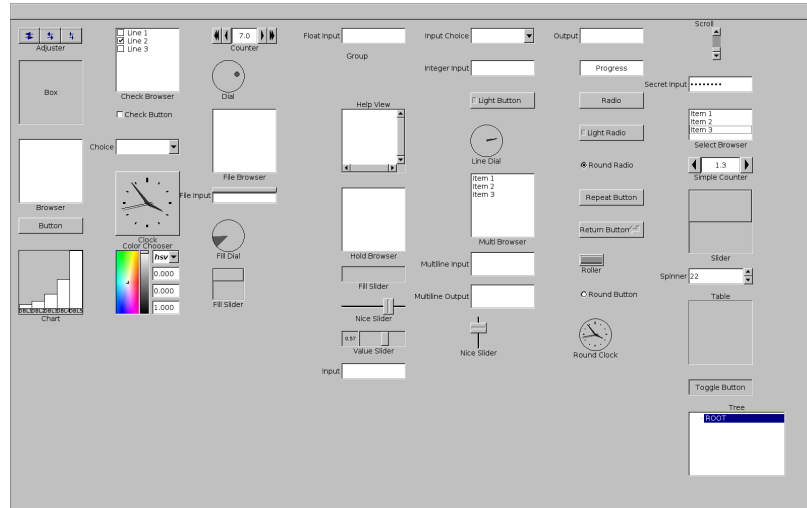 Adjuster
Box
Browser
Button
Chart
Line 1
Line 2
Line 3
Check Browser
Check Button
Choice
Clock
Color Chooser
hsv
0.000
0.000
1.000
7.0
Counter
Dial
File Browser
File Input
Fill Dial
Fill Slider
Float Input
Group
Help View
Hold Browser
Fill Slider
Nice Slider
0.57
Value Slider
Input
Input Choice
Integer Input
Light Button
Line Dial
Item 1
Item 2
Item 3
Multi Browser
Multiline Input
Multiline Output
Nice Slider
Output
Progress
Radio
Light Radio
Round Radio
Repeat Button
Return Button
Roller
Round Button
Round Clock
Scroll
Secret Input
Item 1
Item 2
Item 3
Select Browser
1.3
Simple Counter
Slider
Spinner 22
Table
Toggle Button
Tree
ROOT